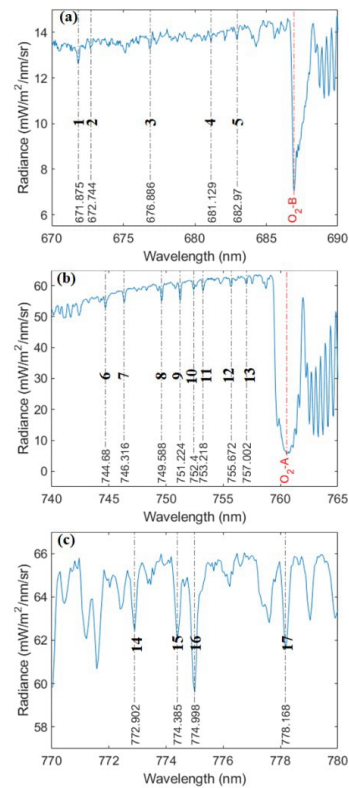 (a)
14
12
10
8
6
Radiance (mW/m²/nm/sr)
1 2 3 4 5
671.875
672.744
676.886
681.129
682.97
O₂-B
670 675 680 685 690
Wavelength (nm)
(b)
60
50
40
30
20
10
0
Radiance (mW/m²/nm/sr)
6 7 8 9 10 11 12 13
744.68
746.316
749.588
751.224
752.4
753.218
755.672
757.002
O₂-A
740 745 750 755 760 765
Wavelength (nm)
(c)
66
64
62
60
58
Radiance (mW/m²/nm/sr)
14 15 16 17
772.902
774.385
774.998
778.168
770 772 774 776 778 780
Wavelength (nm)